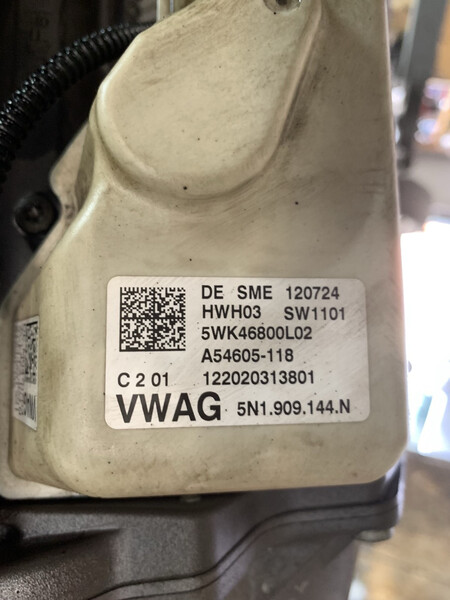 DE SME 120724
HWH03 SW1101
5WK46800L02
A54605-118
C 2 01 122020313801
VWAG 5N1.909.144.N